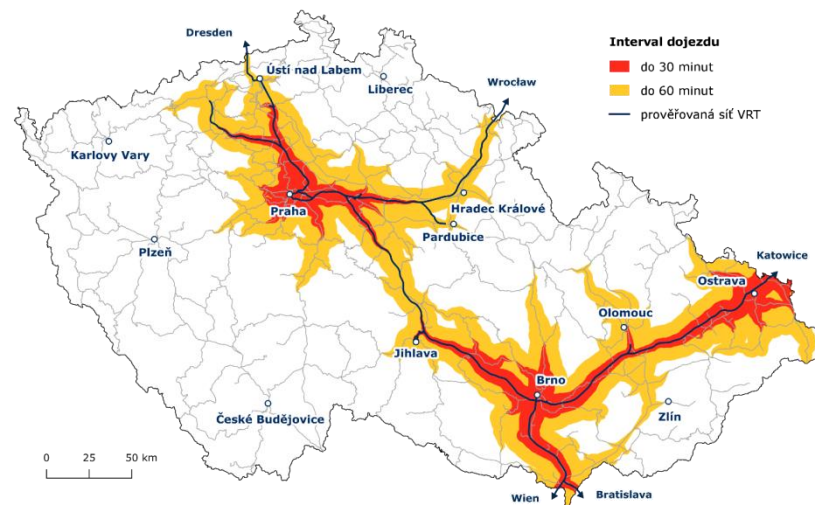 Dresden
Ústí nad Labem
Liberec
Wrocław
Karlovy Vary
Praha
Hradec Králové
Pardubice
Plzeň
Katowice
Ostrava
Olomouc
Jihlava
Brno
Zlín
České Budějovice
Wien
Bratislava
0 25 50 km
Interval dojezdu
do 30 minut
do 60 minut
prověřovaná síť VRT